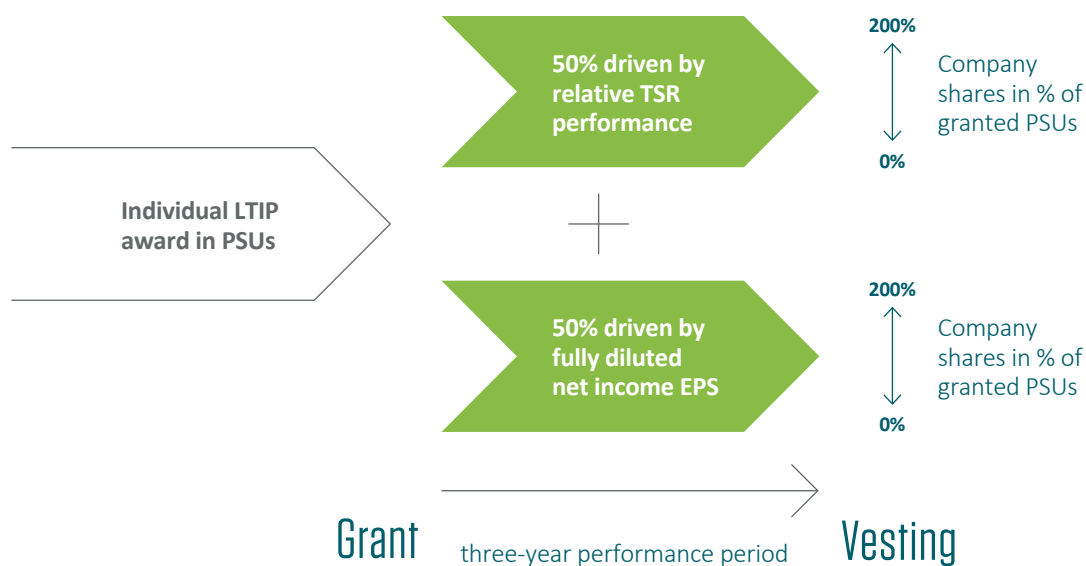 Individual LTIP
award in PSUs
50% driven by
relative TSR
performance
200%
0%
Company
shares in % of
granted PSUs
50% driven by
fully diluted
net income EPS
200%
0%
Company
shares in % of
granted PSUs
Grant
three-year performance period
Vesting